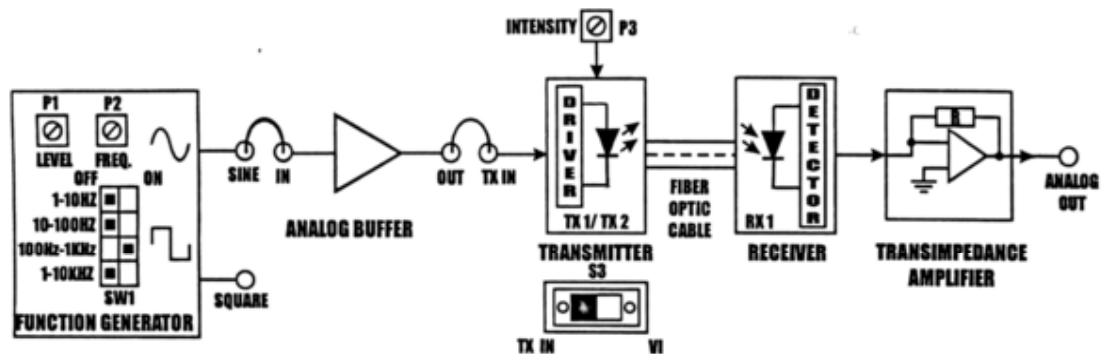 INTENSITY P3
P1 P2
LEVEL FREQ.
OFF ON
1-10HZ
10-100HZ
100Hz-1KHz
1-10KHZ
SW1
FUNCTION GENERATOR
SINE IN
SQUARE
ANALOG BUFFER
OUT TX IN
DRIVER
TX 1/ TX 2
TRANSMITTER
S3
TX IN V1
FIBER
OPTIC
CABLE
DETECTOR
RX 1
RECEIVER
R
TRANSIMPEDANCE
AMPLIFIER
ANALOG
OUT